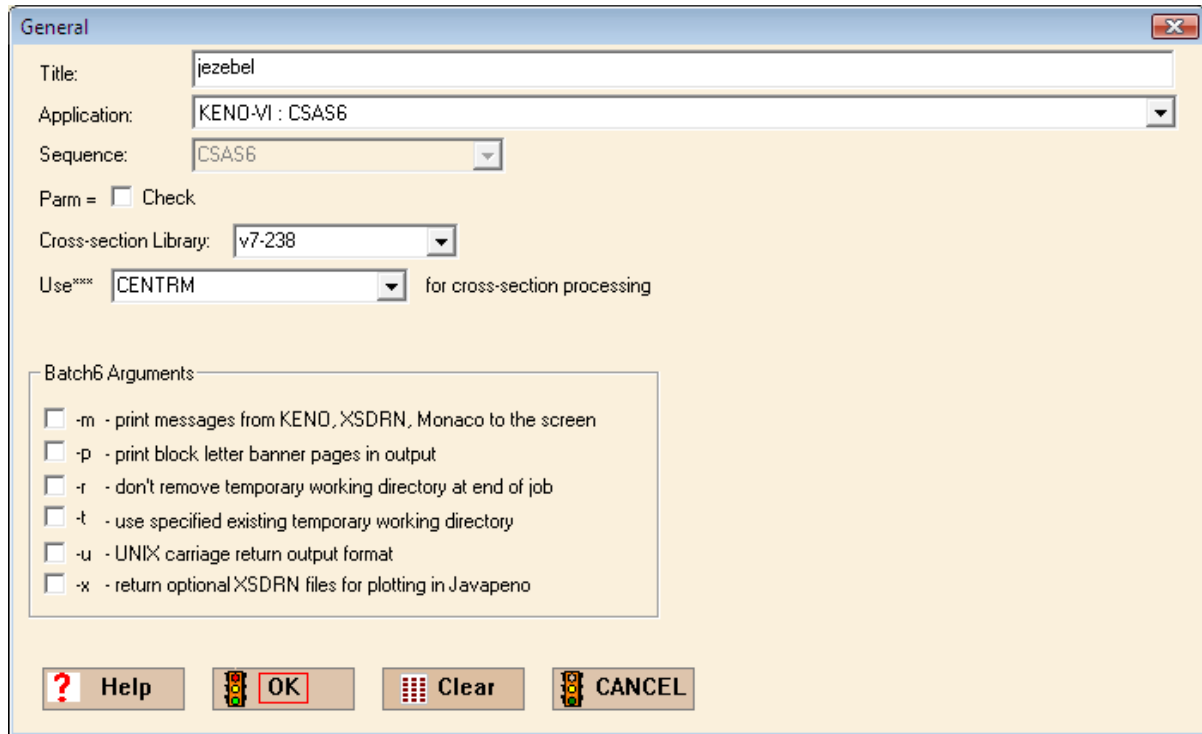 General
Title: jezebel
Application: KENO-VI : CSAS6
Sequence: CSAS6
Parm = Check
Cross-section Library: v7-238
Use*** CENTRM for cross-section processing
Batch6 Arguments
-m - print messages from KENO, XSDRN, Monaco to the screen
-p - print block letter banner pages in output
-r - don't remove temporary working directory at end of job
-t - use specified existing temporary working directory
-u - UNIX carriage return output format
-x - return optional XSDRN files for plotting in Javapeno
? Help OK Clear CANCEL